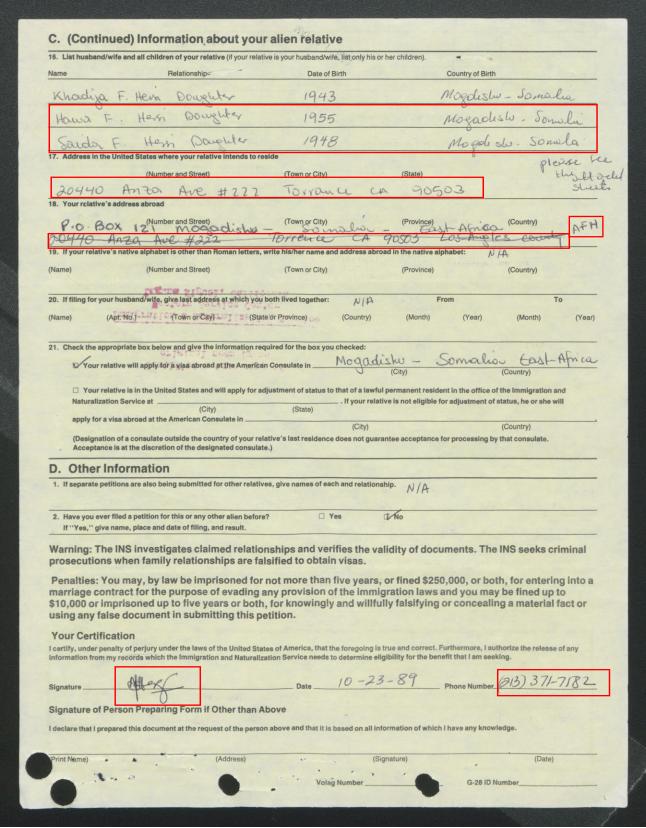 C. (Continued) Information about your alien relative
16. List husband/wife and all children of your relative (if your relative is your husband/wife, list only his or her children).
Name Relationship Date of Birth Country of Birth
Khadija F. Hersi Daughter 1943 Mogdishu - Somalia
Hawa F. Hersi Daughter 1955 Mogadishu - Somalia
Saida F. Hersi Daughter 1948 Mogdishu - Somalia
17. Address in the United States where your relative intends to reside
please see
(Number and Street) (Town or City) (State)
sheets
20440 Anza Ave #222 Torrance CA 90503
18. Your relative's address abroad
(Number and Street) (Town or City) (Province) (Country)
P.O. Box 121 Mogadishu - Somalia - East Africa
AFH
20440 Anza Ave #222 Torrence CA 90503 Los-Angles county
19. If your relative's native alphabet is other than Roman letters, write his/her name and address abroad in the native alphabet: N/A
(Name) (Number and Street) (Town or City) (Province) (Country)
20. If filing for your husband/wife, give last address at which you both lived together: N/A From To
(Name) (Apt. No.) (Town or City) (State or Province) (Country) (Month) (Year) (Month) (Year)
21. Check the appropriate box below and give the information required for the box you checked:
Your relative will apply for a visa abroad at the American Consulate in Mogadishu - Somalia East-Africa
(City) (Country)
Your relative is in the United States and will apply for adjustment of status to that of a lawful permanent resident in the office of the Immigration and
Naturalization Service at . If your relative is not eligible for adjustment of status, he or she will
(City) (State)
apply for a visa abroad at the American Consulate in
(City) (Country)
(Designation of a consulate outside the country of your relative's last residence does not guarantee acceptance for processing by that consulate.
Acceptance is at the discretion of the designated consulate.)
D. Other Information
1. If separate petitions are also being submitted for other relatives, give names of each and relationship. N/A
2. Have you ever filed a petition for this or any other alien before? Yes No
If "Yes," give name, place and date of filing, and result.
Warning: The INS investigates claimed relationships and verifies the validity of documents. The INS seeks criminal
prosecutions when family relationships are falsified to obtain visas.
Penalties: You may, by law be imprisoned for not more than five years, or fined $250,000, or both, for entering into a
marriage contract for the purpose of evading any provision of the immigration laws and you may be fined up to
$10,000 or imprisoned up to five years or both, for knowingly and willfully falsifying or concealing a material fact or
using any false document in submitting this petition.
Your Certification
I certify, under penalty of perjury under the laws of the United States of America, that the foregoing is true and correct. Furthermore, I authorize the release of any
information from my records which the Immigration and Naturalization Service needs to determine eligibility for the benefit that I am seeking.
Signature Date 10-23-89 Phone Number (213) 371-7182
Signature of Person Preparing Form if Other than Above
I declare that I prepared this document at the request of the person above and that it is based on all information of which I have any knowledge.
Print Name) (Address) (Signature) (Date)
Volag Number G-28 ID Number